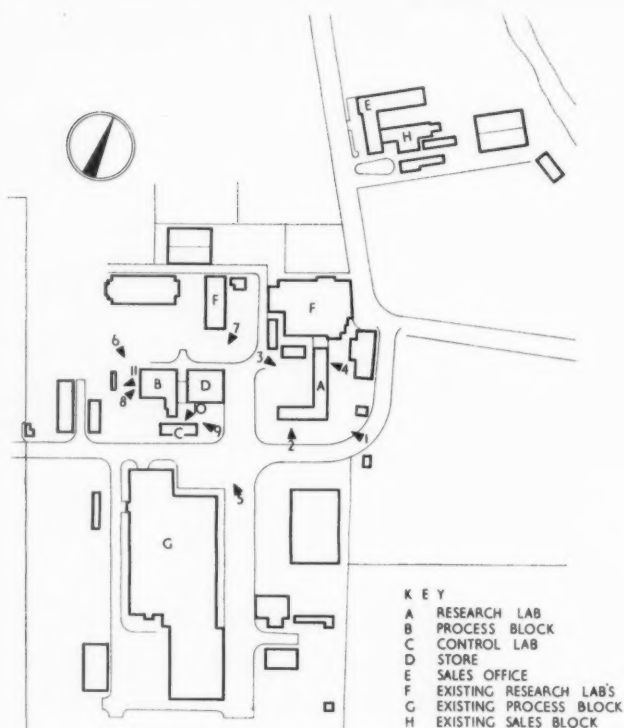 E
H
F
F
7
6
3
4
A
11
B
D
8
10
9
C
1
2
5
G
KEY
A RESEARCH LAB
B PROCESS BLOCK
C CONTROL LAB
D STORE
E SALES OFFICE
F EXISTING RESEARCH LAB'S
G EXISTING PROCESS BLOCK
H EXISTING SALES BLOCK